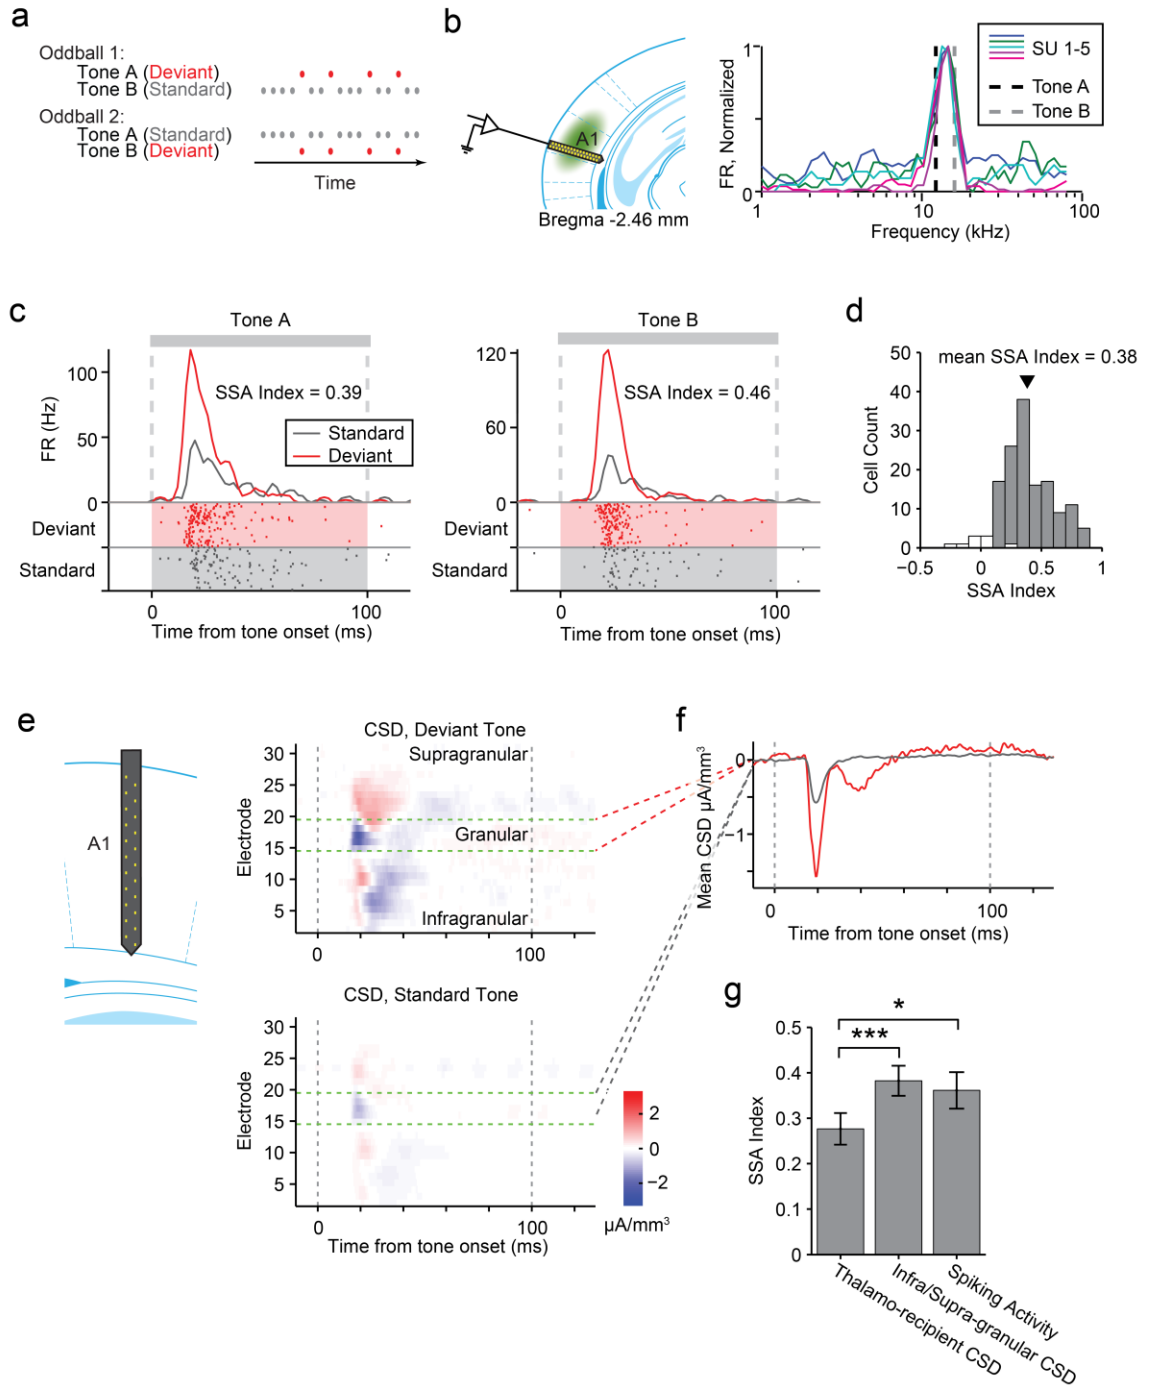 a
Oddball 1:
Tone A (Deviant)
Tone B (Standard)
Oddball 2:
Tone A (Standard)
Tone B (Deviant)
Time
b
A1
Bregma -2.46 mm
FR, Normalized
1
0
1 10 100
Frequency (kHz)
SU 1-5
Tone A
Tone B
c
Tone A
FR (Hz)
100
50
0
SSA Index = 0.39
Standard
Deviant
Deviant
Standard
0 100
Time from tone onset (ms)
Tone B
120
60
0
SSA Index = 0.46
Deviant
Standard
0 100
Time from tone onset (ms)
d
mean SSA Index = 0.38
Cell Count
50
40
30
20
10
0
−0.5 0 0.5 1
SSA Index
e
A1
CSD, Deviant Tone
Supragranular
Granular
Infragranular
Electrode
30
25
20
15
10
5
0 100
CSD, Standard Tone
Electrode
30
25
20
15
10
5
0 100
Time from tone onset (ms)
2
0
−2
µA/mm³
f
Mean CSD µA/mm³
0
−1
0 100
Time from tone onset (ms)
g
*
***
SSA Index
0.5
0.4
0.3
0.2
0.1
0
Thalamo-recipient CSD
Infra/Supra-granular CSD
Spiking Activity